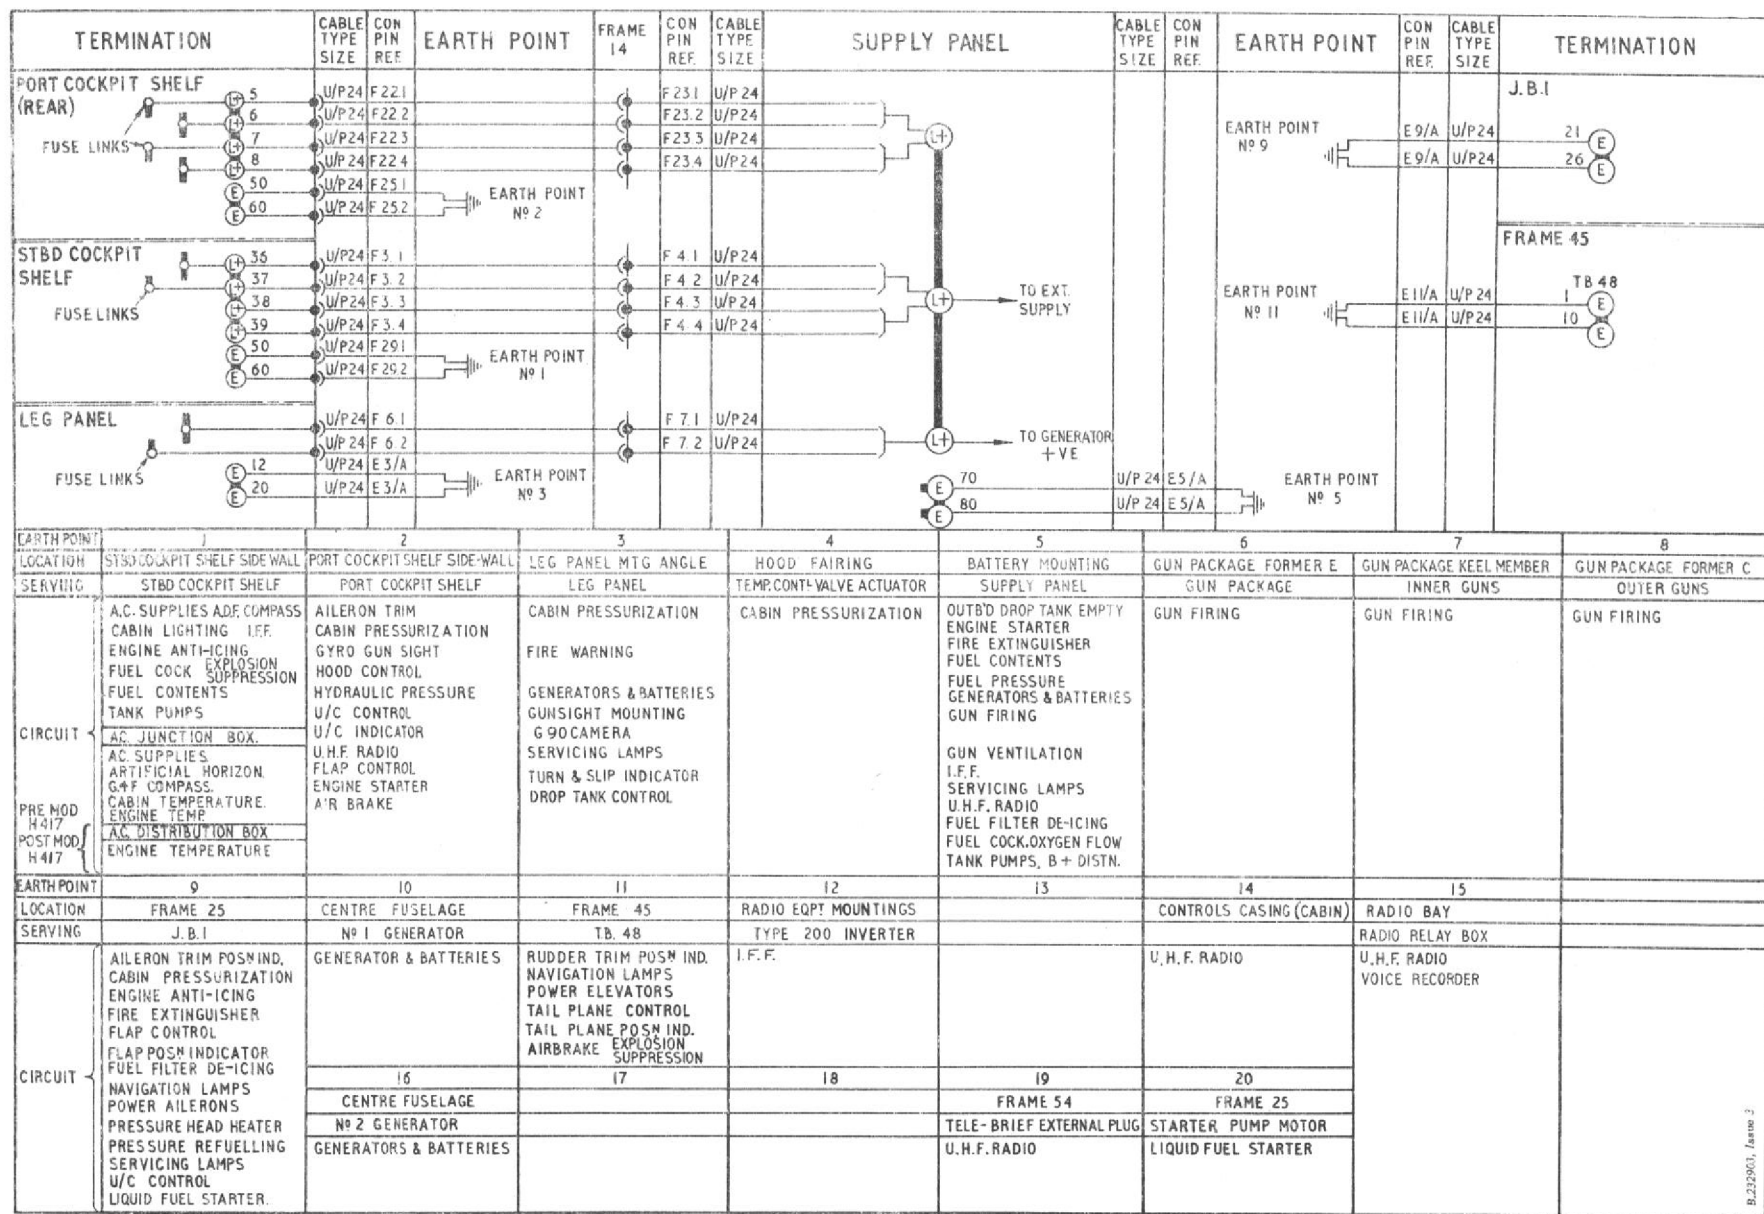 TERMINATION
CABLE TYPE SIZE
CON PIN REF.
EARTH POINT
FRAME 14
CON PIN REF.
CABLE TYPE SIZE
SUPPLY PANEL
CABLE TYPE SIZE
CON PIN REF.
EARTH POINT
CON PIN REF.
CABLE TYPE SIZE
TERMINATION
PORT COCKPIT SHELF
(REAR)
FUSE LINKS
L+ 5 U/P24 F22.1 F23.1 U/P24
L+ 6 U/P24 F22.2 F23.2 U/P24
L+ 7 U/P24 F22.3 F23.3 U/P24
L+ 8 U/P24 F22.4 F23.4 U/P24
E 50 U/P24 F25.1
E 60 U/P24 F25.2
EARTH POINT
Nº 2
L+
STBD COCKPIT
SHELF
FUSE LINKS
L+ 36 U/P24 F3.1 F4.1 U/P24
L+ 37 U/P24 F3.2 F4.2 U/P24
L+ 38 U/P24 F3.3 F4.3 U/P24
L+ 39 U/P24 F3.4 F4.4 U/P24
E 50 U/P24 F29.1
E 60 U/P24 F29.2
EARTH POINT
Nº 1
L+
TO EXT.
SUPPLY
LEG PANEL
FUSE LINKS
U/P24 F6.1 F7.1 U/P24
U/P24 F6.2 F7.2 U/P24
E 12 U/P24 E3/A
E 20 U/P24 E3/A
EARTH POINT
Nº 3
L+
TO GENERATOR
+VE
E 70 U/P24 E5/A
E 80 U/P24 E5/A
EARTH POINT
Nº 5
J.B.1
EARTH POINT
Nº 9
E9/A U/P24 21 E
E9/A U/P24 26 E
FRAME 45
TB 48
EARTH POINT
Nº 11
E11/A U/P24 1 E
E11/A U/P24 10 E
EARTH POINT 1 2 3 4 5 6 7 8
LOCATION STBD COCKPIT SHELF SIDE WALL PORT COCKPIT SHELF SIDE-WALL LEG PANEL MTG ANGLE HOOD FAIRING BATTERY MOUNTING GUN PACKAGE FORMER E GUN PACKAGE KEEL MEMBER GUN PACKAGE FORMER C
SERVING STBD COCKPIT SHELF PORT COCKPIT SHELF LEG PANEL TEMP. CONT-VALVE ACTUATOR SUPPLY PANEL GUN PACKAGE INNER GUNS OUTER GUNS
CIRCUIT
PRE MOD
H417
POST MOD
H417
A.C. SUPPLIES A.D.F. COMPASS
CABIN LIGHTING I.F.F.
ENGINE ANTI-ICING
FUEL COCK EXPLOSION SUPPRESSION
FUEL CONTENTS
TANK PUMPS
A.C. JUNCTION BOX.
A.C. SUPPLIES.
ARTIFICIAL HORIZON.
G4F COMPASS.
CABIN TEMPERATURE.
ENGINE TEMP.
A.C. DISTRIBUTION BOX
ENGINE TEMPERATURE
AILERON TRIM
CABIN PRESSURIZATION
GYRO GUN SIGHT
HOOD CONTROL
HYDRAULIC PRESSURE
U/C CONTROL
U/C INDICATOR
U.H.F. RADIO
FLAP CONTROL
ENGINE STARTER
AIR BRAKE
CABIN PRESSURIZATION
FIRE WARNING
GENERATORS & BATTERIES
GUNSIGHT MOUNTING
G90 CAMERA
SERVICING LAMPS
TURN & SLIP INDICATOR
DROP TANK CONTROL
CABIN PRESSURIZATION
OUTB'D DROP TANK EMPTY
ENGINE STARTER
FIRE EXTINGUISHER
FUEL CONTENTS
FUEL PRESSURE
GENERATORS & BATTERIES
GUN FIRING
GUN VENTILATION
I.F.F.
SERVICING LAMPS
U.H.F. RADIO
FUEL FILTER DE-ICING
FUEL COCK. OXYGEN FLOW
TANK PUMPS, B+ DISTN.
GUN FIRING
GUN FIRING
GUN FIRING
EARTH POINT 9 10 11 12 13 14 15
LOCATION FRAME 25 CENTRE FUSELAGE FRAME 45 RADIO EQPT MOUNTINGS CONTROLS CASING (CABIN) RADIO BAY
SERVING J.B.1 Nº 1 GENERATOR T.B. 48 TYPE 200 INVERTER RADIO RELAY BOX
CIRCUIT
AILERON TRIM POSN IND.
CABIN PRESSURIZATION
ENGINE ANTI-ICING
FIRE EXTINGUISHER
FLAP CONTROL
FLAP POSN INDICATOR
FUEL FILTER DE-ICING
NAVIGATION LAMPS
POWER AILERONS
PRESSURE HEAD HEATER
PRESSURE REFUELLING
SERVICING LAMPS
U/C CONTROL
LIQUID FUEL STARTER.
GENERATOR & BATTERIES
RUDDER TRIM POSN IND.
NAVIGATION LAMPS
POWER ELEVATORS
TAIL PLANE CONTROL
TAIL PLANE POSN IND.
AIRBRAKE EXPLOSION SUPPRESSION
I.F.F.
U.H.F. RADIO
U.H.F. RADIO
VOICE RECORDER
16 17 18 19 20
CENTRE FUSELAGE FRAME 54 FRAME 25
Nº 2 GENERATOR TELE-BRIEF EXTERNAL PLUG STARTER PUMP MOTOR
GENERATORS & BATTERIES U.H.F. RADIO LIQUID FUEL STARTER
B.232903, Issue 3